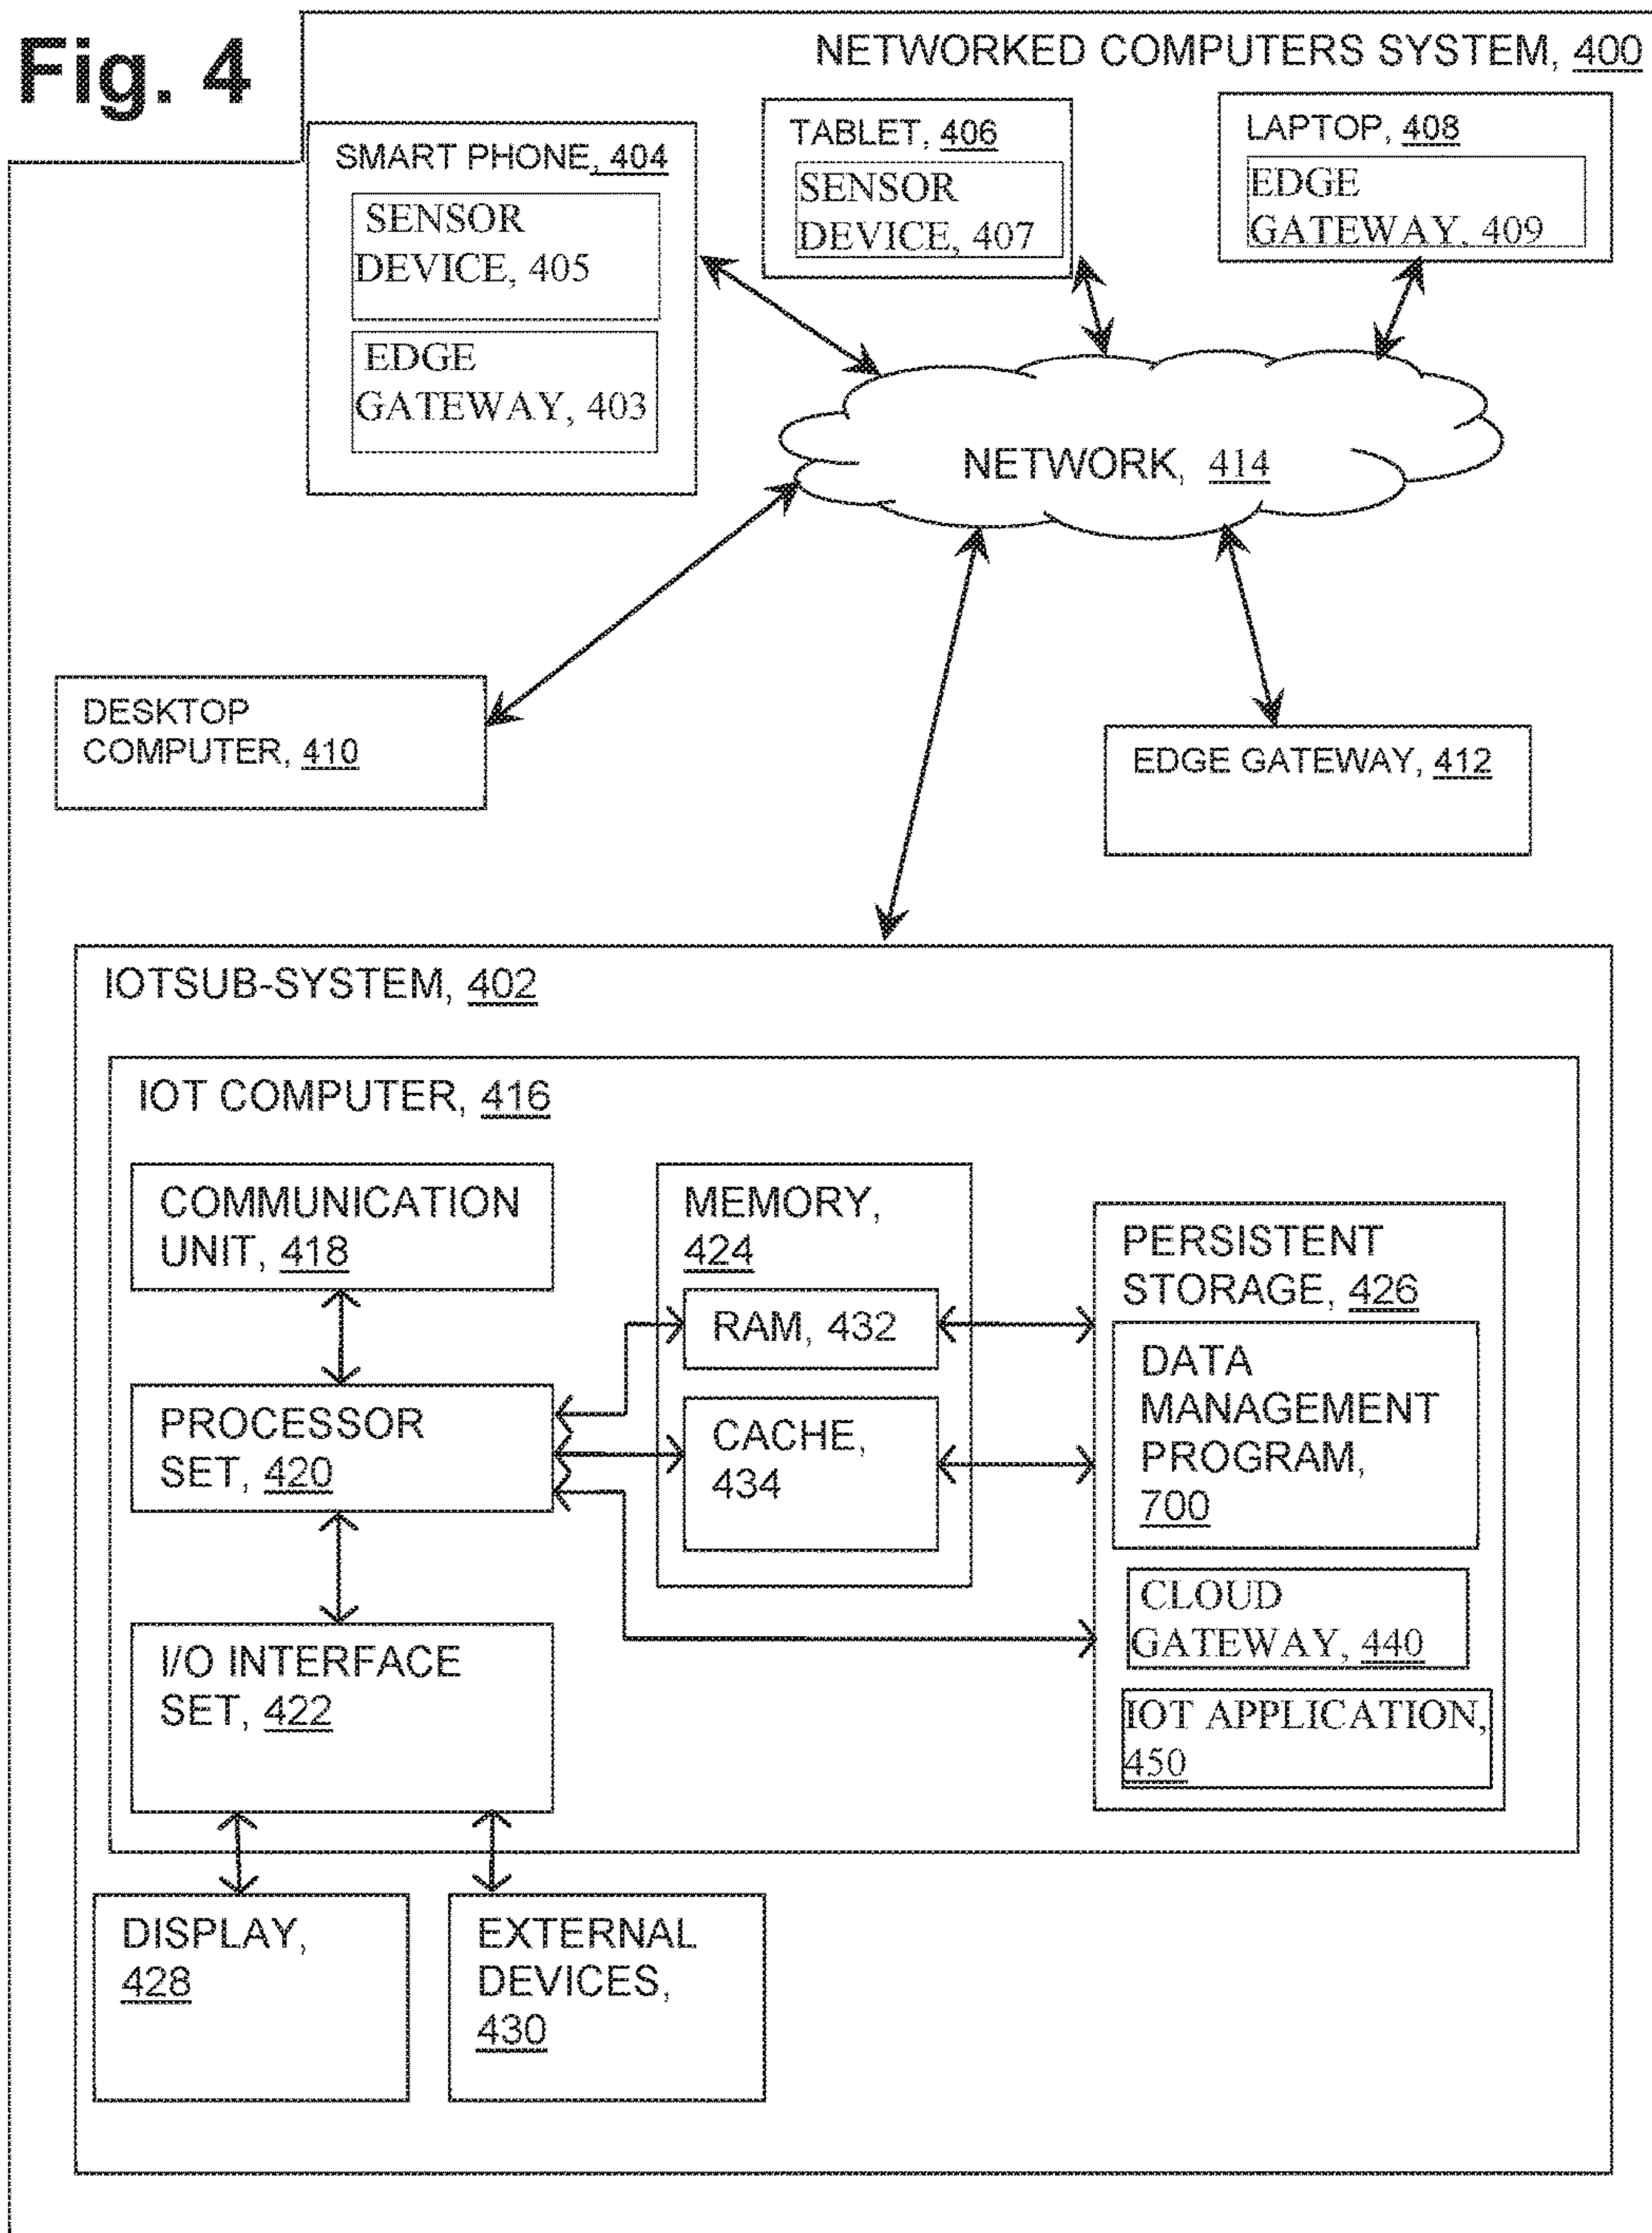 Fig. 4
NETWORKED COMPUTERS SYSTEM, 400
SMART PHONE, 404
SENSOR
DEVICE, 405
EDGE
GATEWAY, 403
TABLET, 406
SENSOR
DEVICE, 407
LAPTOP, 408
EDGE
GATEWAY, 409
NETWORK, 414
DESKTOP
COMPUTER, 410
EDGE GATEWAY, 412
IOTSUB-SYSTEM, 402
IOT COMPUTER, 416
COMMUNICATION
UNIT, 418
PROCESSOR
SET, 420
I/O INTERFACE
SET, 422
MEMORY,
424
RAM, 432
CACHE,
434
PERSISTENT
STORAGE, 426
DATA
MANAGEMENT
PROGRAM,
700
CLOUD
GATEWAY, 440
IOT APPLICATION,
450
DISPLAY,
428
EXTERNAL
DEVICES,
430